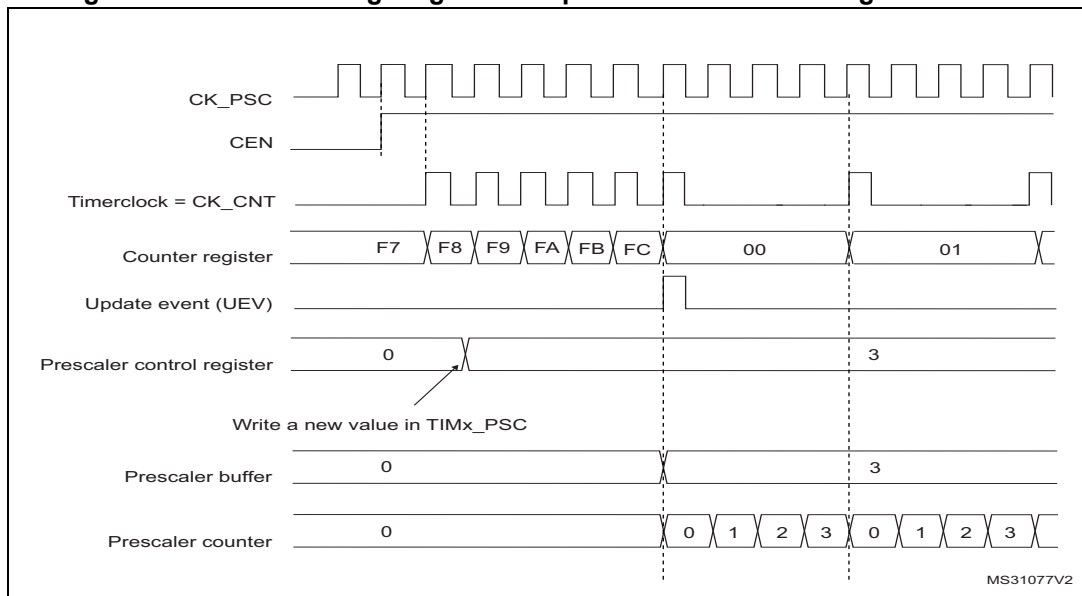 CK_PSC
CEN
Timerclock = CK_CNT
Counter register F7 F8 F9 FA FB FC 00 01
Update event (UEV)
Prescaler control register 0 3
Write a new value in TIMx_PSC
Prescaler buffer 0 3
Prescaler counter 0 0 1 2 3 0 1 2 3
MS31077V2